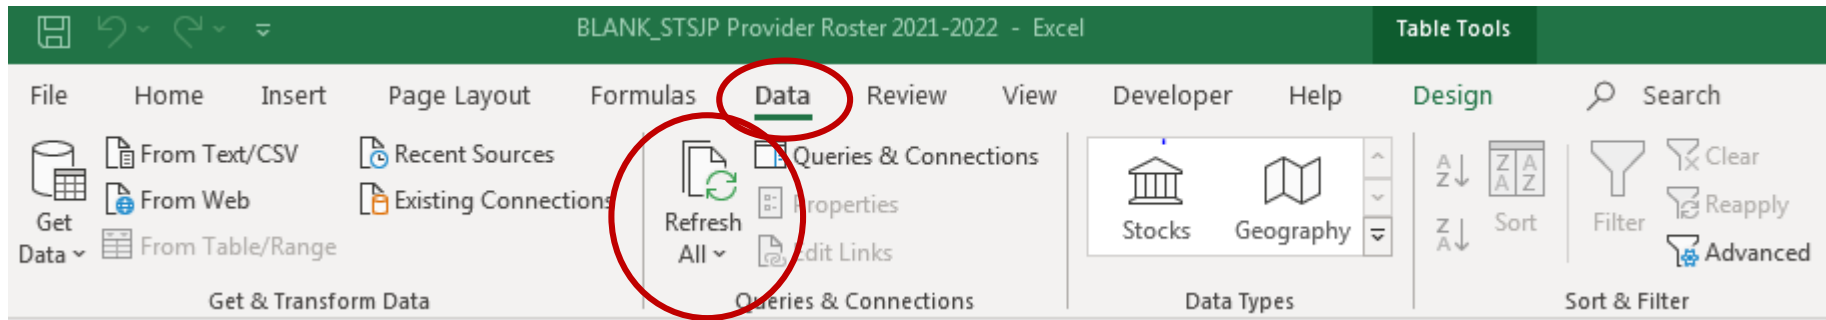 BLANK_STSJP Provider Roster 2021-2022 - Excel
Table Tools
File Home Insert Page Layout Formulas Data Review View Developer Help Design Search
Get Data
From Text/CSV
From Web
From Table/Range
Recent Sources
Existing Connections
Get & Transform Data
Refresh
All
Queries & Connections
Properties
Edit Links
Queries & Connections
Stocks
Geography
Data Types
A
Z
Z
A
Z A
A Z
Sort
Filter
Clear
Reapply
Advanced
Sort & Filter